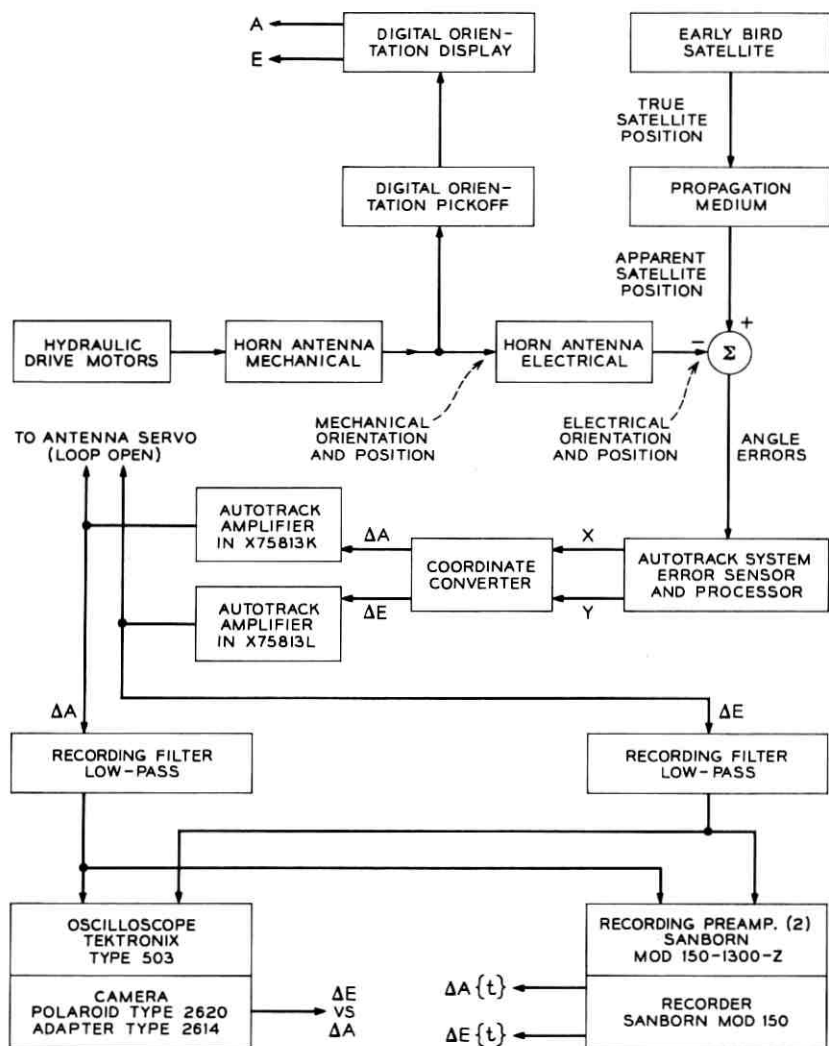 A
E
DIGITAL ORIEN-
TATION DISPLAY
EARLY BIRD
SATELLITE
TRUE
SATELLITE
POSITION
DIGITAL ORIEN-
TATION PICKOFF
PROPAGATION
MEDIUM
APPARENT
SATELLITE
POSITION
HYDRAULIC
DRIVE MOTORS
HORN ANTENNA
MECHANICAL
HORN ANTENNA
ELECTRICAL
−
+
Σ
MECHANICAL
ORIENTATION
AND POSITION
ELECTRICAL
ORIENTATION
AND POSITION
ANGLE
ERRORS
TO ANTENNA SERVO
(LOOP OPEN)
AUTOTRACK
AMPLIFIER
IN X75813K
ΔA
COORDINATE
CONVERTER
X
AUTOTRACK SYSTEM
ERROR SENSOR
AND PROCESSOR
AUTOTRACK
AMPLIFIER
IN X75813L
ΔE
Y
ΔA
ΔE
RECORDING FILTER
LOW-PASS
RECORDING FILTER
LOW-PASS
OSCILLOSCOPE
TEKTRONIX
TYPE 503
RECORDING PREAMP. (2)
SANBORN
MOD 150-1300-Z
CAMERA
POLAROID TYPE 2620
ADAPTER TYPE 2614
ΔE
VS
ΔA
ΔA{t}
ΔE{t}
RECORDER
SANBORN MOD 150